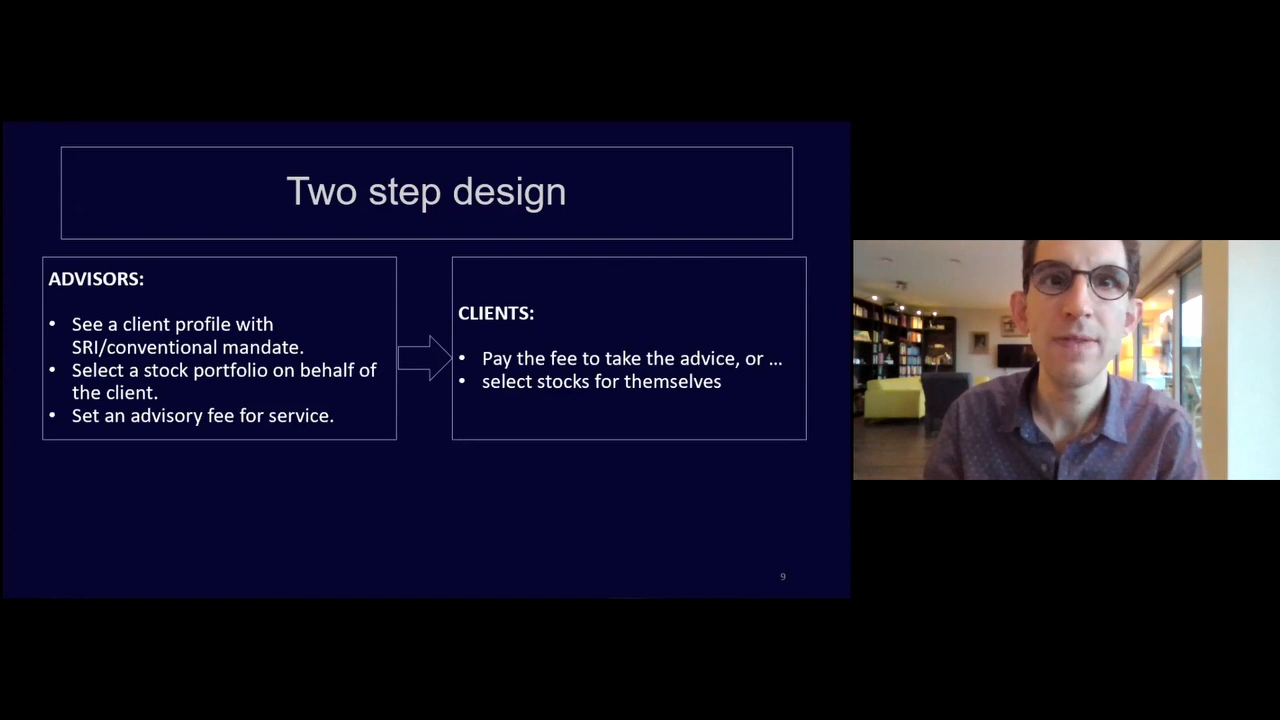 Two step design
ADVISORS:
• See a client profile with
SRI/conventional mandate.
• Select a stock portfolio on behalf of
the client.
• Set an advisory fee for service.
CLIENTS:
• Pay the fee to take the advice, or ...
• select stocks for themselves
9